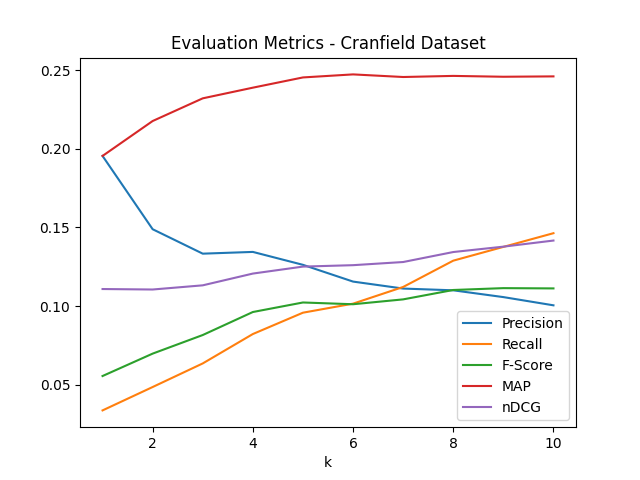 Evaluation Metrics - Cranfield Dataset
0.25
0.20
0.15
0.10
0.05
Precision
Recall
F-Score
MAP
nDCG
2 4 6 8 10
k